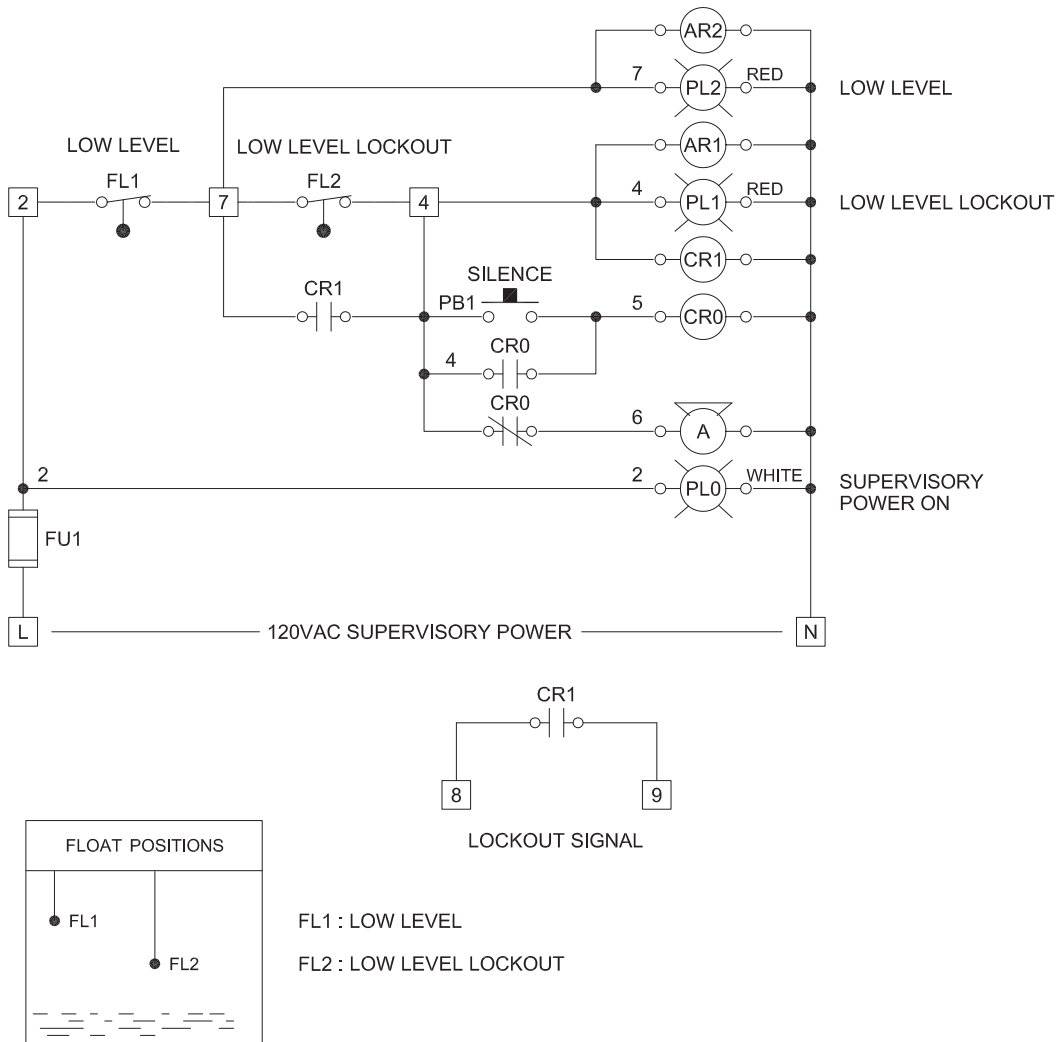 AR2
7 PL2 RED LOW LEVEL
AR1
LOW LEVEL LOW LEVEL LOCKOUT
FL1 FL2
2 7 4 4 PL1 RED LOW LEVEL LOCKOUT
CR1
SILENCE
CR1 PB1 5 CR0
4 CR0
CR0
6 A
2 2 PL0 WHITE SUPERVISORY
POWER ON
FU1
L 120VAC SUPERVISORY POWER N
CR1
8 9
LOCKOUT SIGNAL
FLOAT POSITIONS
FL1
FL2
FL1 : LOW LEVEL
FL2 : LOW LEVEL LOCKOUT